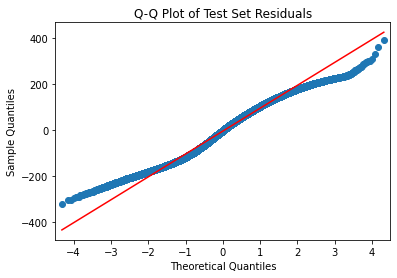 Q-Q Plot of Test Set Residuals
400
200
0
−200
−400
Sample Quantiles
−4 −3 −2 −1 0 1 2 3 4
Theoretical Quantiles